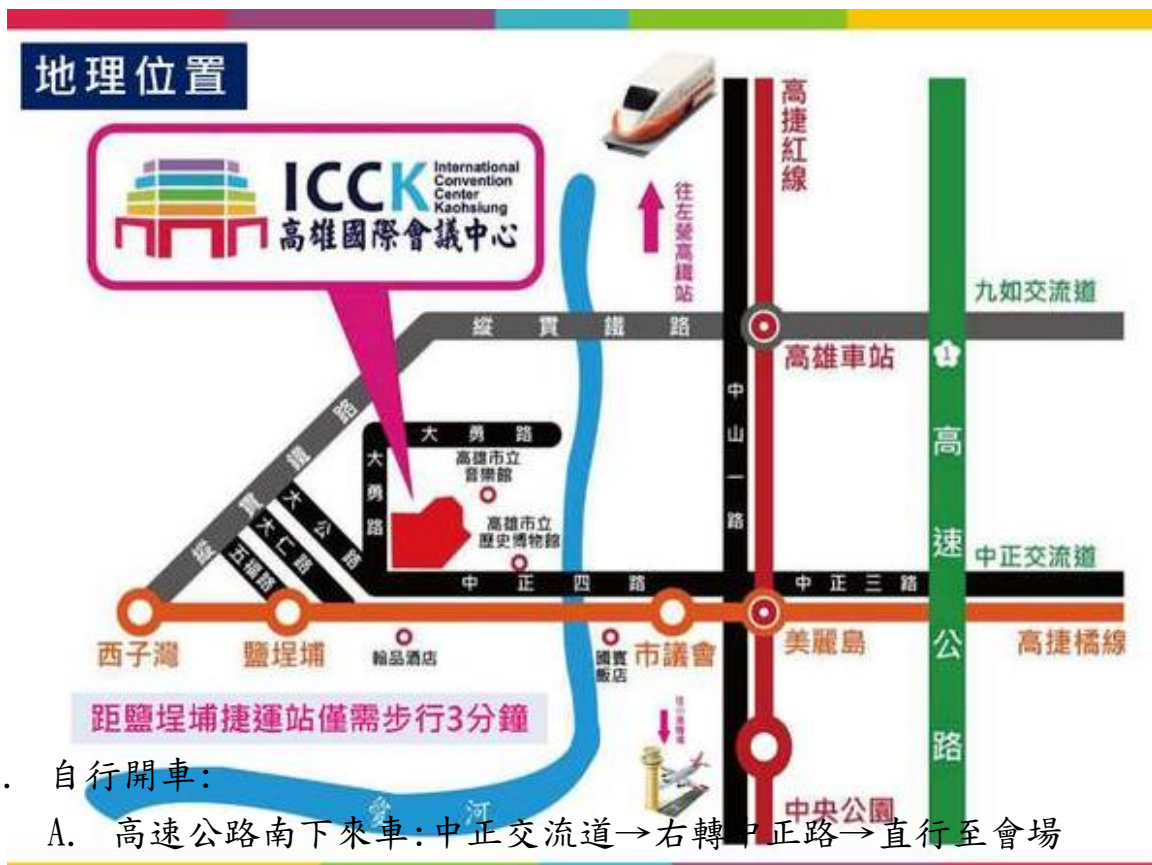 地理位置
ICCK
International
Convention
Center
Kaohsiung
高雄國際會議中心
往左營高鐵站
高捷紅線
九如交流道
縱貫鐵路
高雄車站
1
高速公路
中山一路
縱貫鐵路
大勇路
大勇路
高雄市立
音樂館
高雄市立
歷史博物館
大公路
大仁路
五福路
中正四路
中正三路
中正交流道
西子灣
鹽埕埔
翰品酒店
國賓
飯店
市議會
美麗島
高捷橘線
距鹽埕埔捷運站僅需步行3分鐘
愛河
中央公園
. 自行開車:
A. 高速公路南下來車:中正交流道→右轉中正路→直行至會場